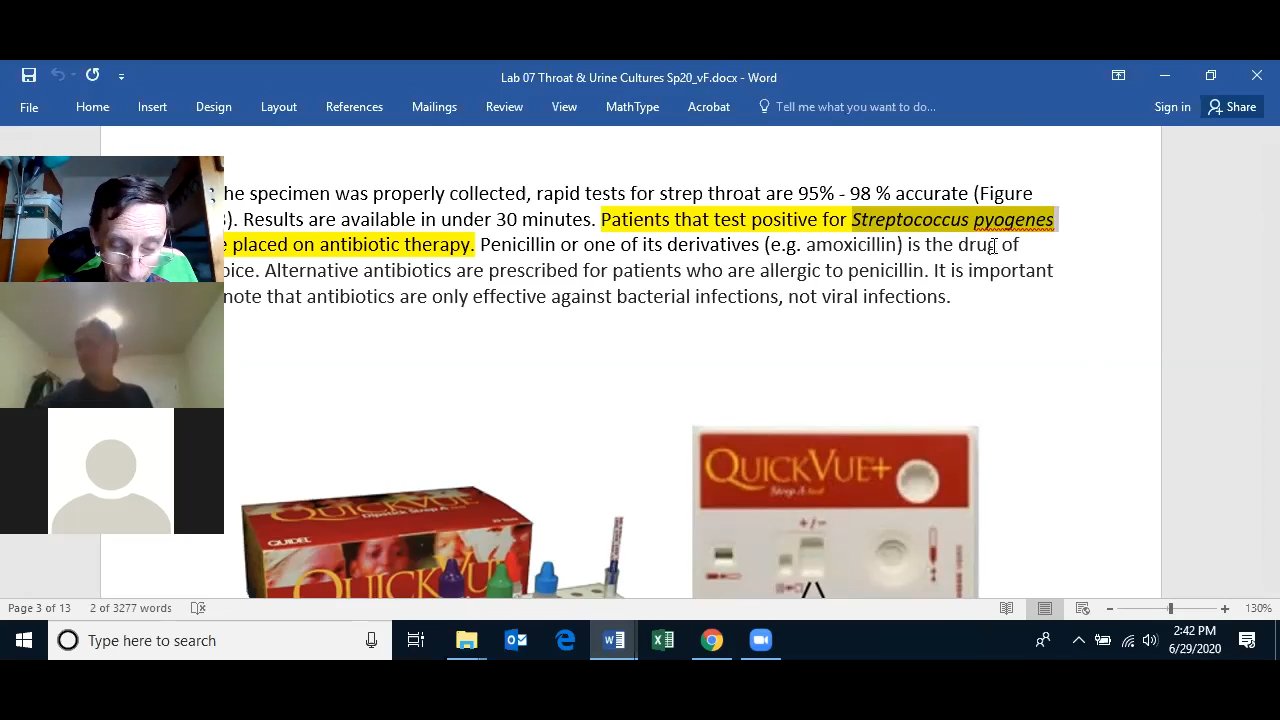 Lab 07 Throat & Urine Cultures Sp20_vF.docx - Word
File Home Insert Design Layout References Mailings Review View MathType Acrobat Tell me what you want to do... Sign in Share
he specimen was properly collected, rapid tests for strep throat are 95% - 98 % accurate (Figure
). Results are available in under 30 minutes. Patients that test positive for Streptococcus pyogenes
e placed on antibiotic therapy. Penicillin or one of its derivatives (e.g. amoxicillin) is the drug of
oice. Alternative antibiotics are prescribed for patients who are allergic to penicillin. It is important
note that antibiotics are only effective against bacterial infections, not viral infections.
QUICKVUE+
Strep A
QUICKVUE
Dipstick Strep A
QUIDEL
QUICKVUE
+/−
Page 3 of 13 2 of 3277 words 130%
Type here to search
2:42 PM
6/29/2020